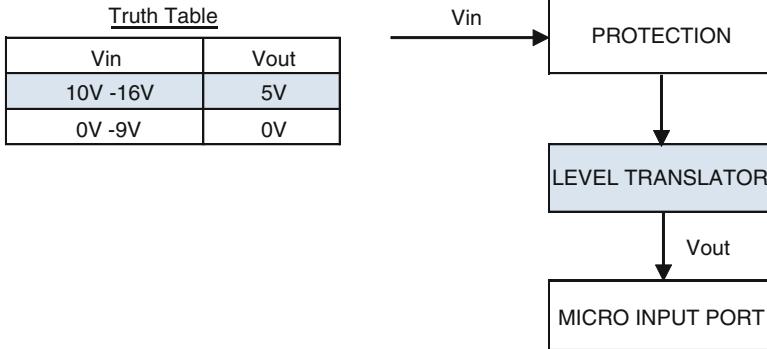 Truth Table
Vin Vout
10V -16V 5V
0V -9V 0V
Vin
PROTECTION
LEVEL TRANSLATOR
Vout
MICRO INPUT PORT